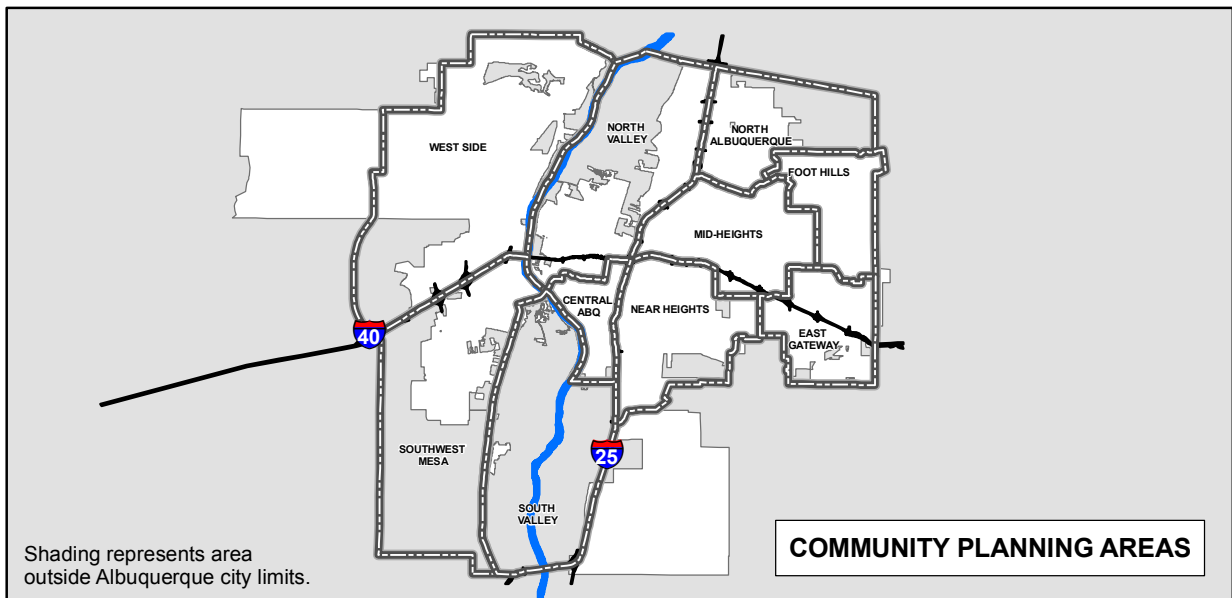 NORTH
VALLEY
NORTH
ALBUQUERQUE
WEST SIDE
FOOT HILLS
MID-HEIGHTS
CENTRAL
ABQ
NEAR HEIGHTS
EAST
GATEWAY
40
SOUTHWEST
MESA
25
SOUTH
VALLEY
Shading represents area
outside Albuquerque city limits.
COMMUNITY PLANNING AREAS